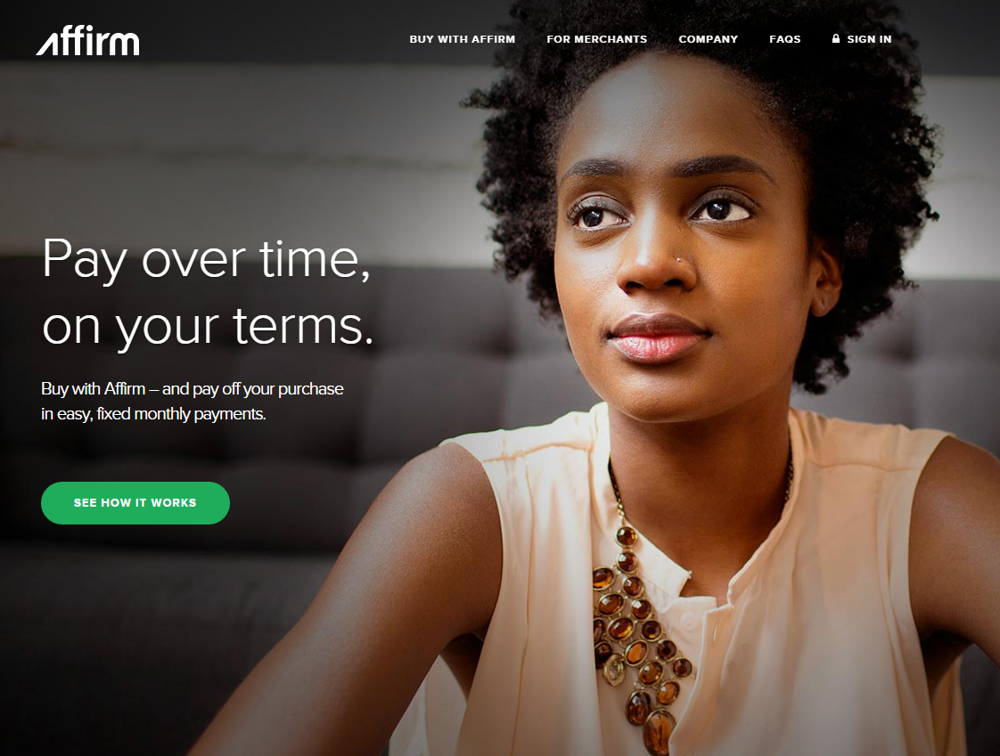 Affirm
BUY WITH AFFIRM FOR MERCHANTS COMPANY FAQS SIGN IN
Pay over time,
on your terms.
Buy with Affirm – and pay off your purchase
in easy, fixed monthly payments.
SEE HOW IT WORKS